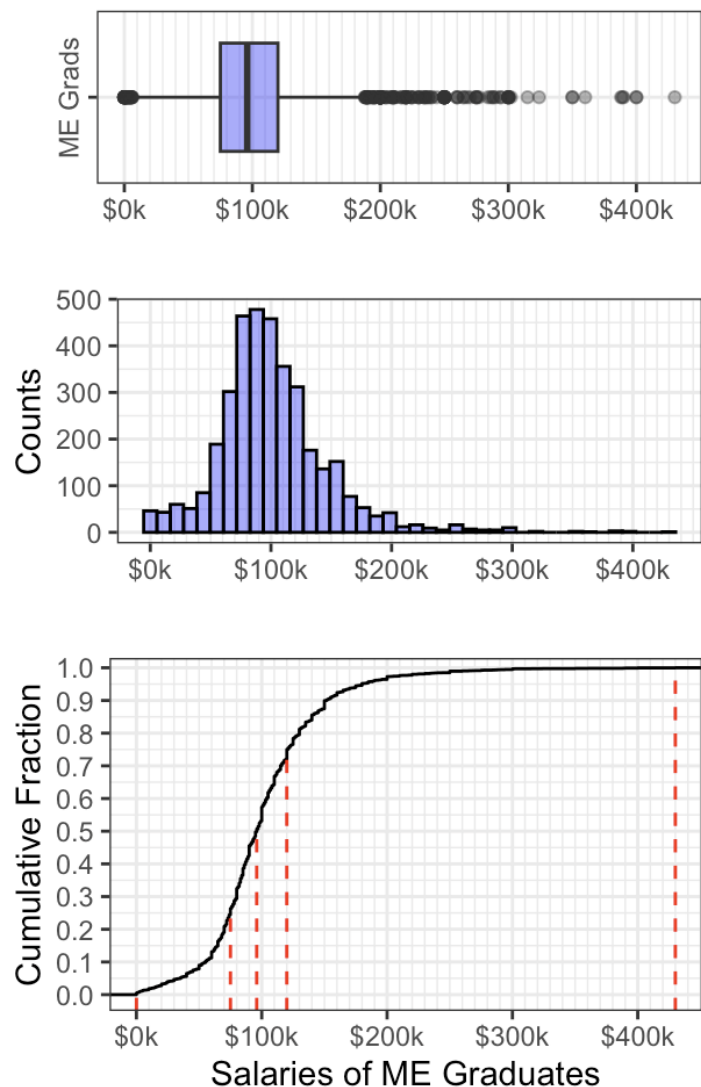 ME Grads
$0k $100k $200k $300k $400k
Counts
500
400
300
200
100
0
$0k $100k $200k $300k $400k
Cumulative Fraction
1.0
0.9
0.8
0.7
0.6
0.5
0.4
0.3
0.2
0.1
0.0
$0k $100k $200k $300k $400k
Salaries of ME Graduates